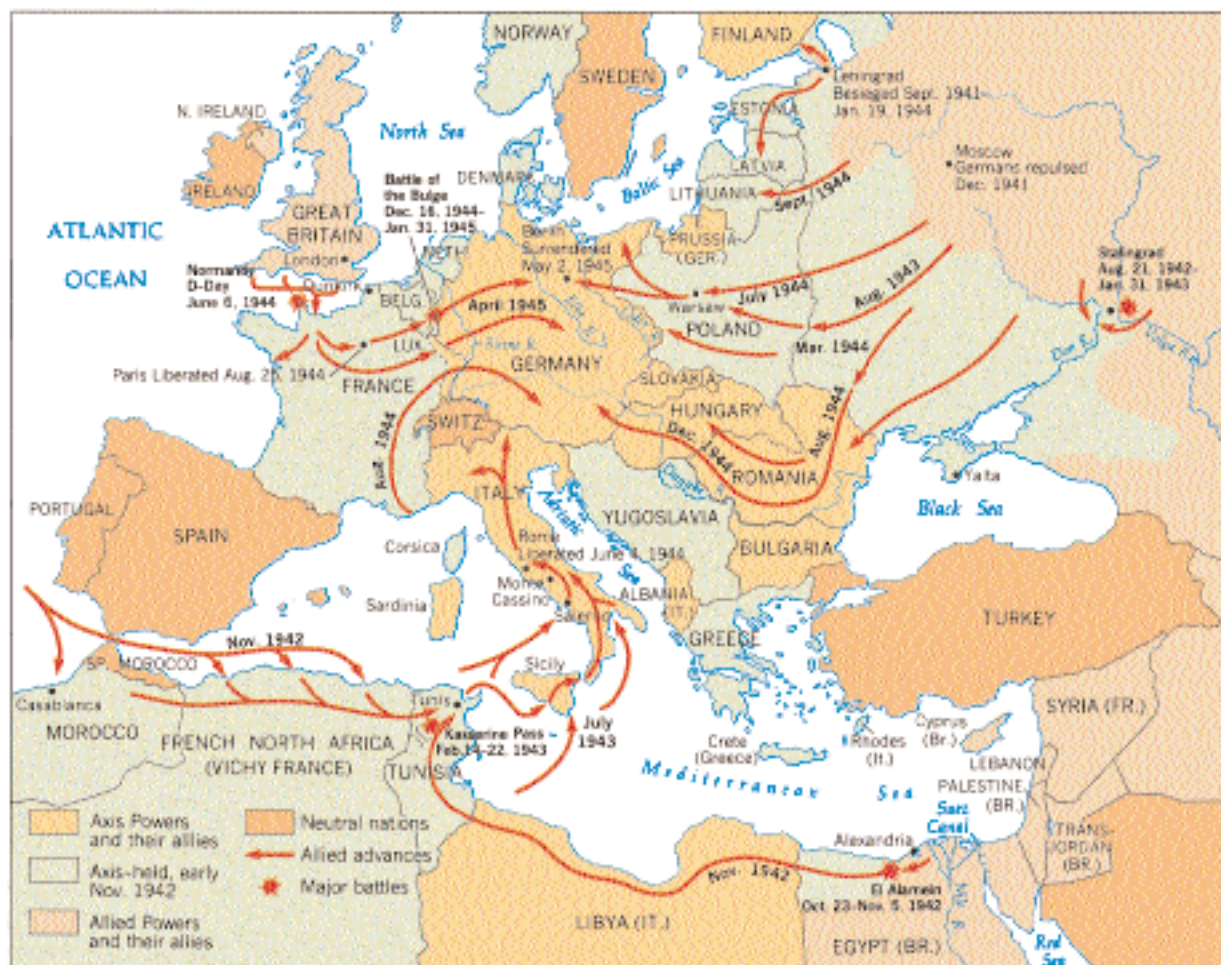 NORWAY
FINLAND
SWEDEN
Leningrad
Besieged Sept. 1941–
Jan. 19, 1944
N. IRELAND
North Sea
ESTONIA
Moscow
Germans repulsed
Dec. 1941
IRELAND
Battle of
the Bulge
Dec. 16, 1944–
Jan. 31, 1945
DENMARK
Baltic Sea
LATVIA
LITHUANIA
Sept. 1944
ATLANTIC
OCEAN
GREAT
BRITAIN
London
NETH.
Berlin
Surrendered
May 2, 1945
PRUSSIA
(GER.)
Stalingrad
Aug. 21, 1942–
Jan. 31, 1943
Normandy
D-Day
June 6, 1944
Dunkirk
BELG.
April 1945
Warsaw
July 1944
Aug. 1943
POLAND
Mar. 1944
Don R.
Volga R.
LUX.
GERMANY
Paris Liberated Aug. 25, 1944
FRANCE
SLOVAKIA
HUNGARY
SWITZ.
Aug. 1944
Dec. 1944
Aug. 1944
ROMANIA
Yalta
Black Sea
ITALY
Adriatic
Sea
YUGOSLAVIA
BULGARIA
PORTUGAL
SPAIN
Corsica
Rome
Liberated June 4, 1944
Monte
Cassino
Salerno
ALBANIA
(IT.)
Sardinia
GREECE
TURKEY
Nov. 1942
SP. MOROCCO
Sicily
Casablanca
MOROCCO
FRENCH NORTH AFRICA
(VICHY FRANCE)
Tunis
Kasserine Pass
Feb. 14–22, 1943
TUNISIA
July
1943
Crete
(Greece)
Rhodes
(It.)
Cyprus
(Br.)
SYRIA (FR.)
LEBANON
PALESTINE
(BR.)
Mediterranean Sea
Suez
Canal
TRANS-
JORDAN
(BR.)
Alexandria
Nov. 1942
El Alamein
Oct. 23–Nov. 5, 1942
Nile R.
LIBYA (IT.)
EGYPT (BR.)
Red
Sea
Axis Powers
and their allies
Axis-held, early
Nov. 1942
Allied Powers
and their allies
Neutral nations
Allied advances
Major battles